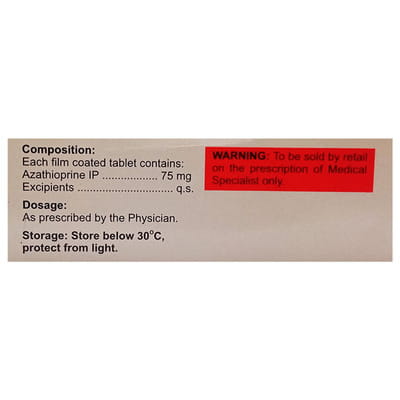 Composition:
Each film coated tablet contains:
Azathioprine IP .................. 75 mg
Excipients ............................... q.s.
Dosage:
As prescribed by the Physician.
Storage: Store below 30°C,
protect from light.
WARNING: To be sold by retail
on the prescription of Medical
Specialist only.